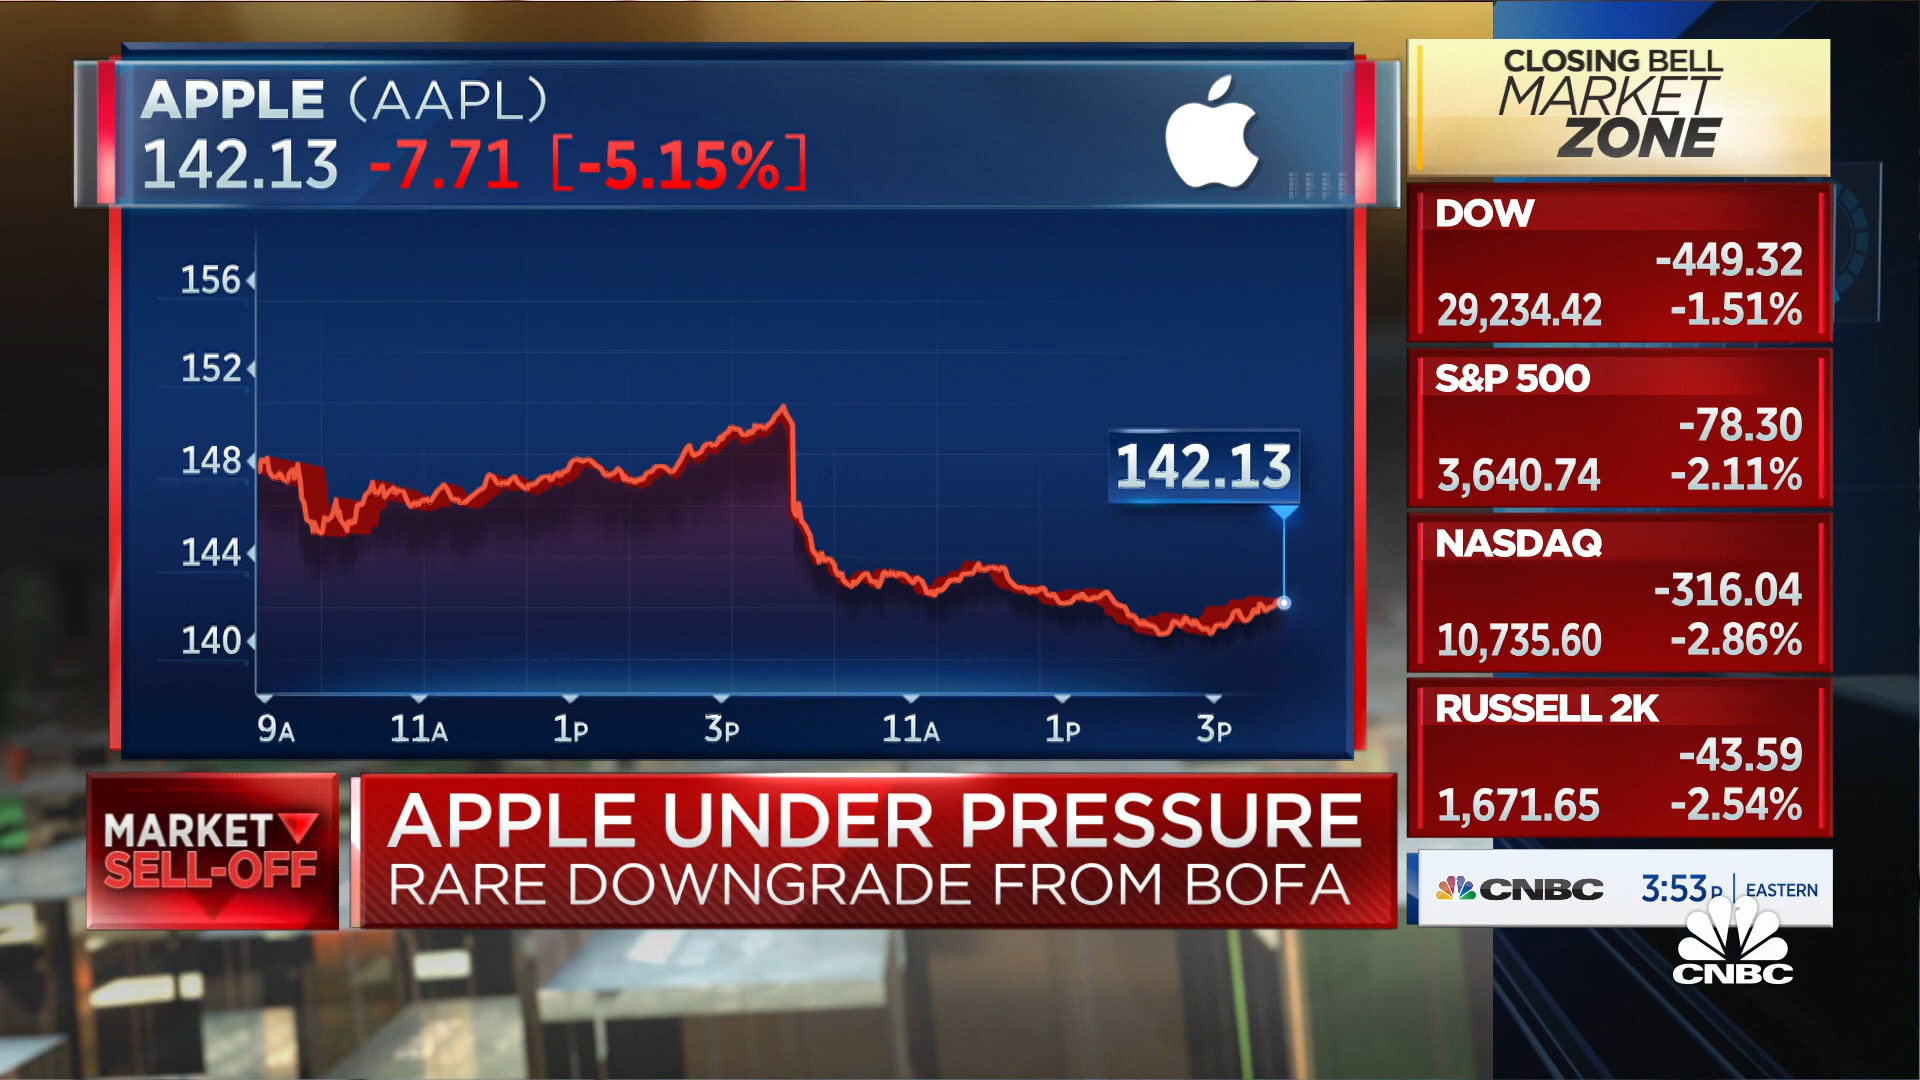 APPLE (AAPL)
142.13 -7.71 [-5.15%]
156
152
148
144
140
142.13
9A 11A 1P 3P 11A 1P 3P
MARKET
SELL-OFF
APPLE UNDER PRESSURE
RARE DOWNGRADE FROM BOFA
CLOSING BELL
MARKET
ZONE
DOW
-449.32
29,234.42 -1.51%
S&P 500
-78.30
3,640.74 -2.11%
NASDAQ
-316.04
10,735.60 -2.86%
RUSSELL 2K
-43.59
1,671.65 -2.54%
CNBC 3:53P EASTERN
CNBC